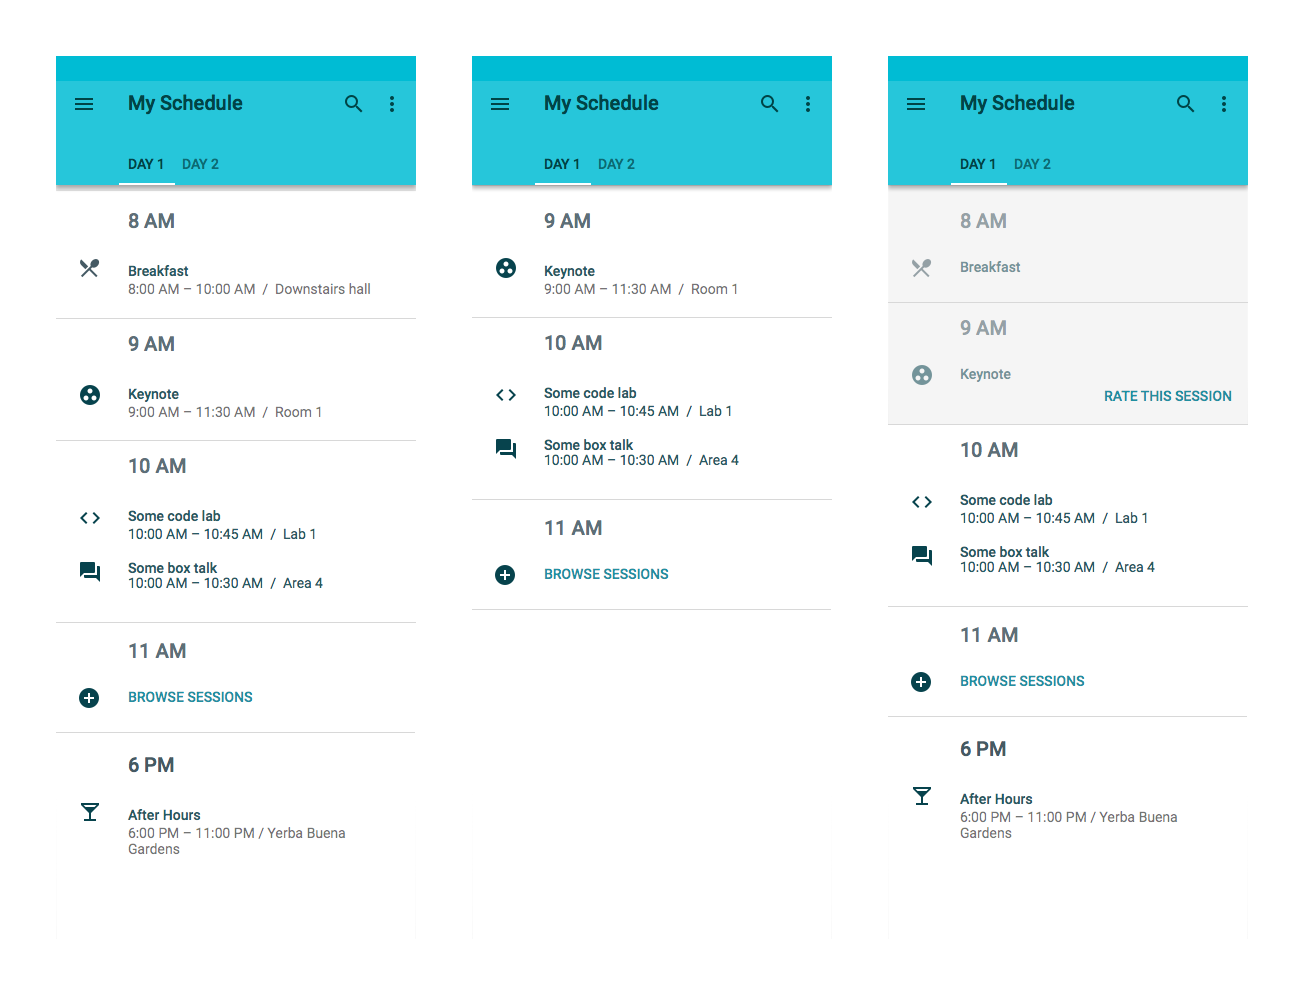 My Schedule
DAY 1 DAY 2
8 AM
Breakfast
8:00 AM – 10:00 AM / Downstairs hall
9 AM
Keynote
9:00 AM – 11:30 AM / Room 1
10 AM
Some code lab
10:00 AM – 10:45 AM / Lab 1
Some box talk
10:00 AM – 10:30 AM / Area 4
11 AM
BROWSE SESSIONS
6 PM
After Hours
6:00 PM – 11:00 PM / Yerba Buena
Gardens
My Schedule
DAY 1 DAY 2
9 AM
Keynote
9:00 AM – 11:30 AM / Room 1
10 AM
Some code lab
10:00 AM – 10:45 AM / Lab 1
Some box talk
10:00 AM – 10:30 AM / Area 4
11 AM
BROWSE SESSIONS
My Schedule
DAY 1 DAY 2
8 AM
Breakfast
9 AM
Keynote
RATE THIS SESSION
10 AM
Some code lab
10:00 AM – 10:45 AM / Lab 1
Some box talk
10:00 AM – 10:30 AM / Area 4
11 AM
BROWSE SESSIONS
6 PM
After Hours
6:00 PM – 11:00 PM / Yerba Buena
Gardens